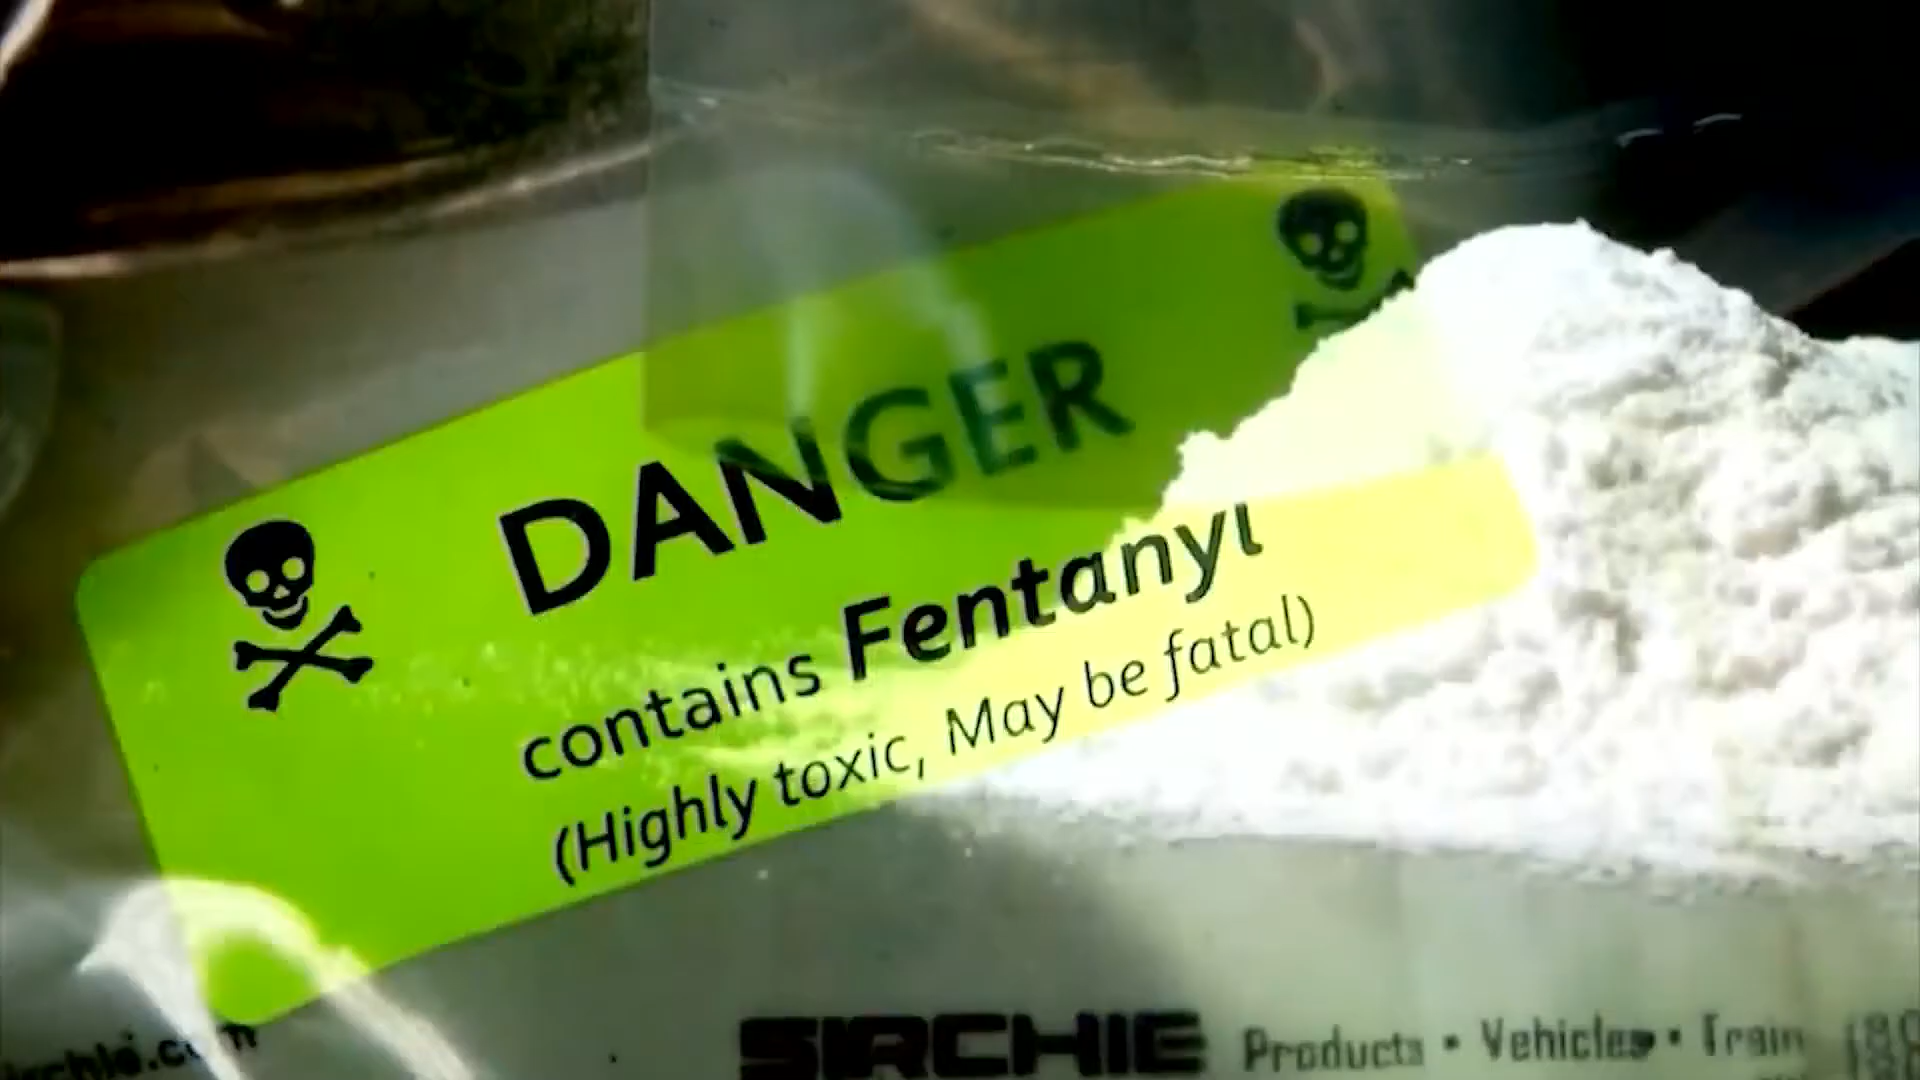 DANGER
contains Fentanyl
(Highly toxic, May be fatal)
SIRCHIE Products • Vehicles • Train